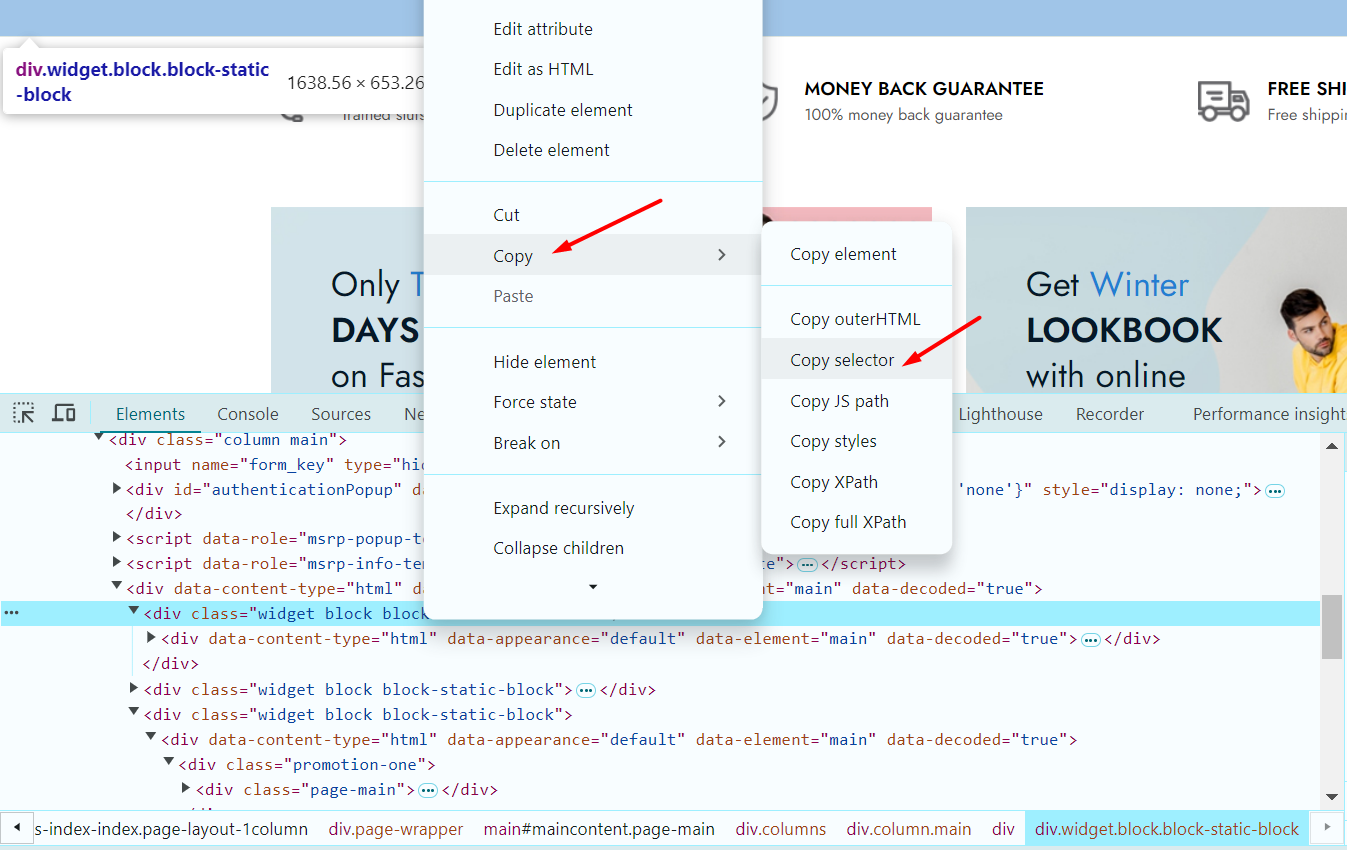 Edit attribute
Edit as HTML
Duplicate element
Delete element
Cut
Copy
Paste
Hide element
Force state
Break on
Expand recursively
Collapse children
Copy element
Copy outerHTML
Copy selector
Copy JS path
Copy styles
Copy XPath
Copy full XPath
div.widget.block.block-static
-block
1638.56 × 653.26
MONEY BACK GUARANTEE
100% money back guarantee
FREE SHI
Free shippin
Only T
DAYS
on Fas
Get Winter
LOOKBOOK
with online
Elements Console Sources Ne Lighthouse Recorder Performance insight
<div class="column main">
<input name="form_key" type="hid
<div id="authenticationPopup" da 'none'}" style="display: none;"> …
</div>
<script data-role="msrp-popup-te
<script data-role="msrp-info-tem te"> … </script>
<div data-content-type="html" da nt="main" data-decoded="true">
<div class="widget block block
<div data-content-type="html" data-appearance="default" data-element="main" data-decoded="true"> … </div>
</div>
<div class="widget block block-static-block"> … </div>
<div class="widget block block-static-block">
<div data-content-type="html" data-appearance="default" data-element="main" data-decoded="true">
<div class="promotion-one">
<div class="page-main"> … </div>
s-index-index.page-layout-1column div.page-wrapper main#maincontent.page-main div.columns div.column.main div div.widget.block.block-static-block